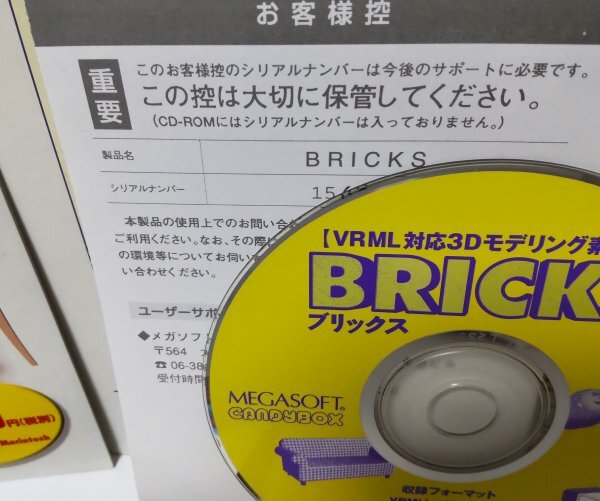 お客様控
重要
このお客様控のシリアルナンバーは今後のサポートに必要です。
この控は大切に保管してください。
(CD-ROMにはシリアルナンバーは入っておりません。)
製品名 BRICKS
シリアルナンバー 15
本製品の使用上でのお問い合わ
ご利用ください。なお、その際に
の環境等についてお伺いす
い合わせください。
ユーザーサポ
◆メガソフト
〒564
☎06-38
受付時間
【VRML対応3Dモデリング素
BRICK
ブリックス
MEGASOFT®
CANDYBOX
収録フォーマット
円(税別)
Macintosh